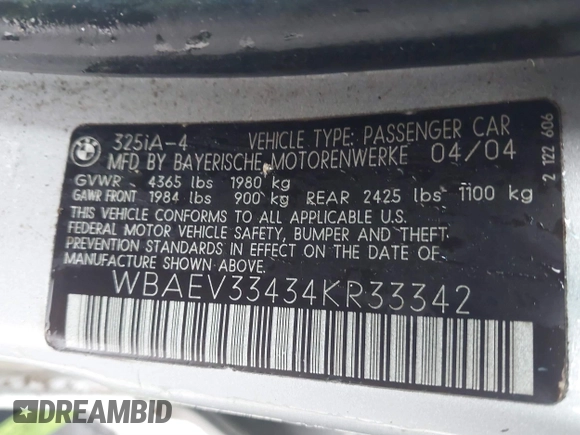 BMW
325iA-4 VEHICLE TYPE: PASSENGER CAR
MFD BY BAYERISCHE MOTORENWERKE 04/04
GVWR - 4365 lbs 1980 kg
GAWR FRONT 1984 lbs 900 kg REAR 2425 lbs 1100 kg
THIS VEHICLE CONFORMS TO ALL APPLICABLE U.S.
FEDERAL MOTOR VEHICLE SAFETY, BUMPER AND THEFT
PREVENTION STANDARDS IN EFFECT ON THE DATE OF
MANUFACTURE SHOWN ABOVE.
WBAEV33434KR33342
2 122 606
DREAMBID